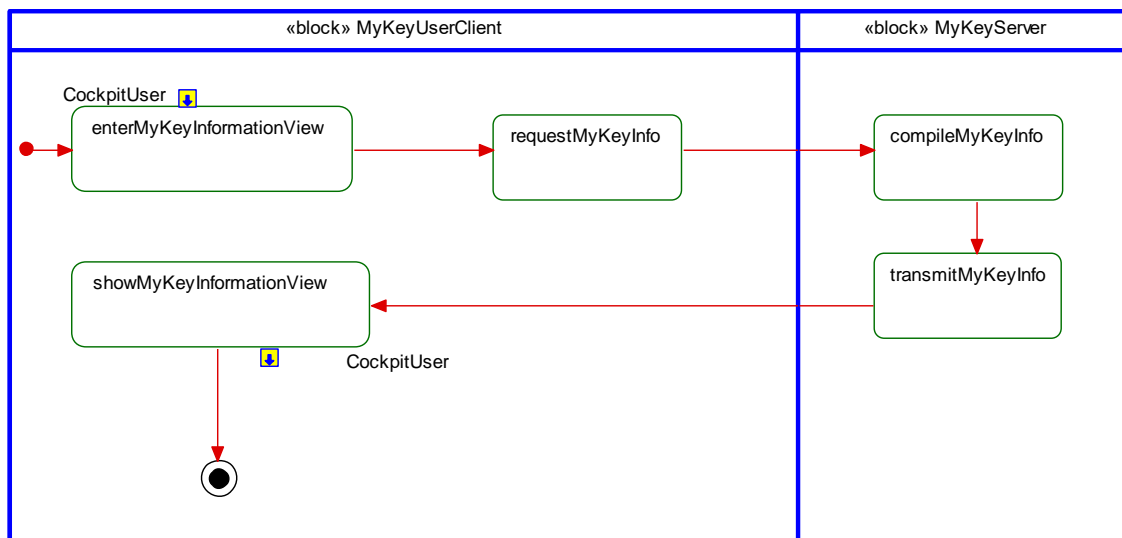 «block» MyKeyUserClient
«block» MyKeyServer
CockpitUser
enterMyKeyInformationView
requestMyKeyInfo
compileMyKeyInfo
showMyKeyInformationView
transmitMyKeyInfo
CockpitUser